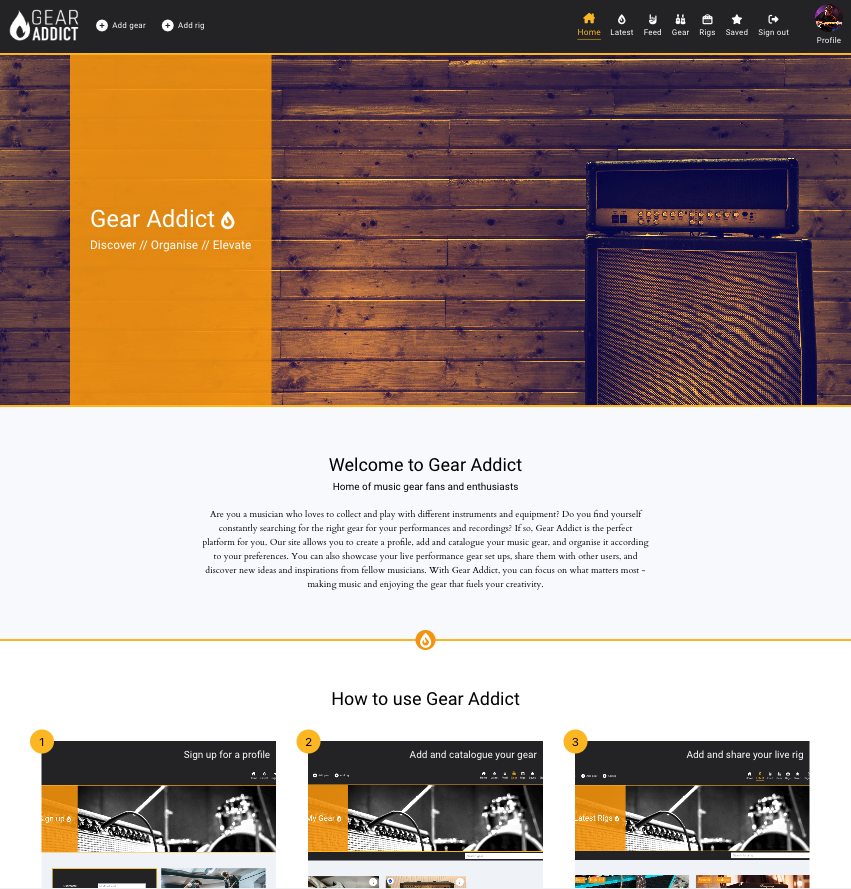 GEAR
ADDICT
Add gear
Add rig
Home
Latest
Feed
Gear
Rigs
Saved
Sign out
Profile
Gear Addict
Discover // Organise // Elevate
Welcome to Gear Addict
Home of music gear fans and enthusiasts
Are you a musician who loves to collect and play with different instruments and equipment? Do you find yourself
constantly searching for the right gear for your performances and recordings? If so, Gear Addict is the perfect
platform for you. Our site allows you to create a profile, add and catalogue your music gear, and organise it according
to your preferences. You can also showcase your live performance gear set ups, share them with other users, and
discover new ideas and inspirations from fellow musicians. With Gear Addict, you can focus on what matters most -
making music and enjoying the gear that fuels your creativity.
How to use Gear Addict
1
Sign up for a profile
Sign up
2
Add and catalogue your gear
My Gear
3
Add and share your live rig
Latest Rigs